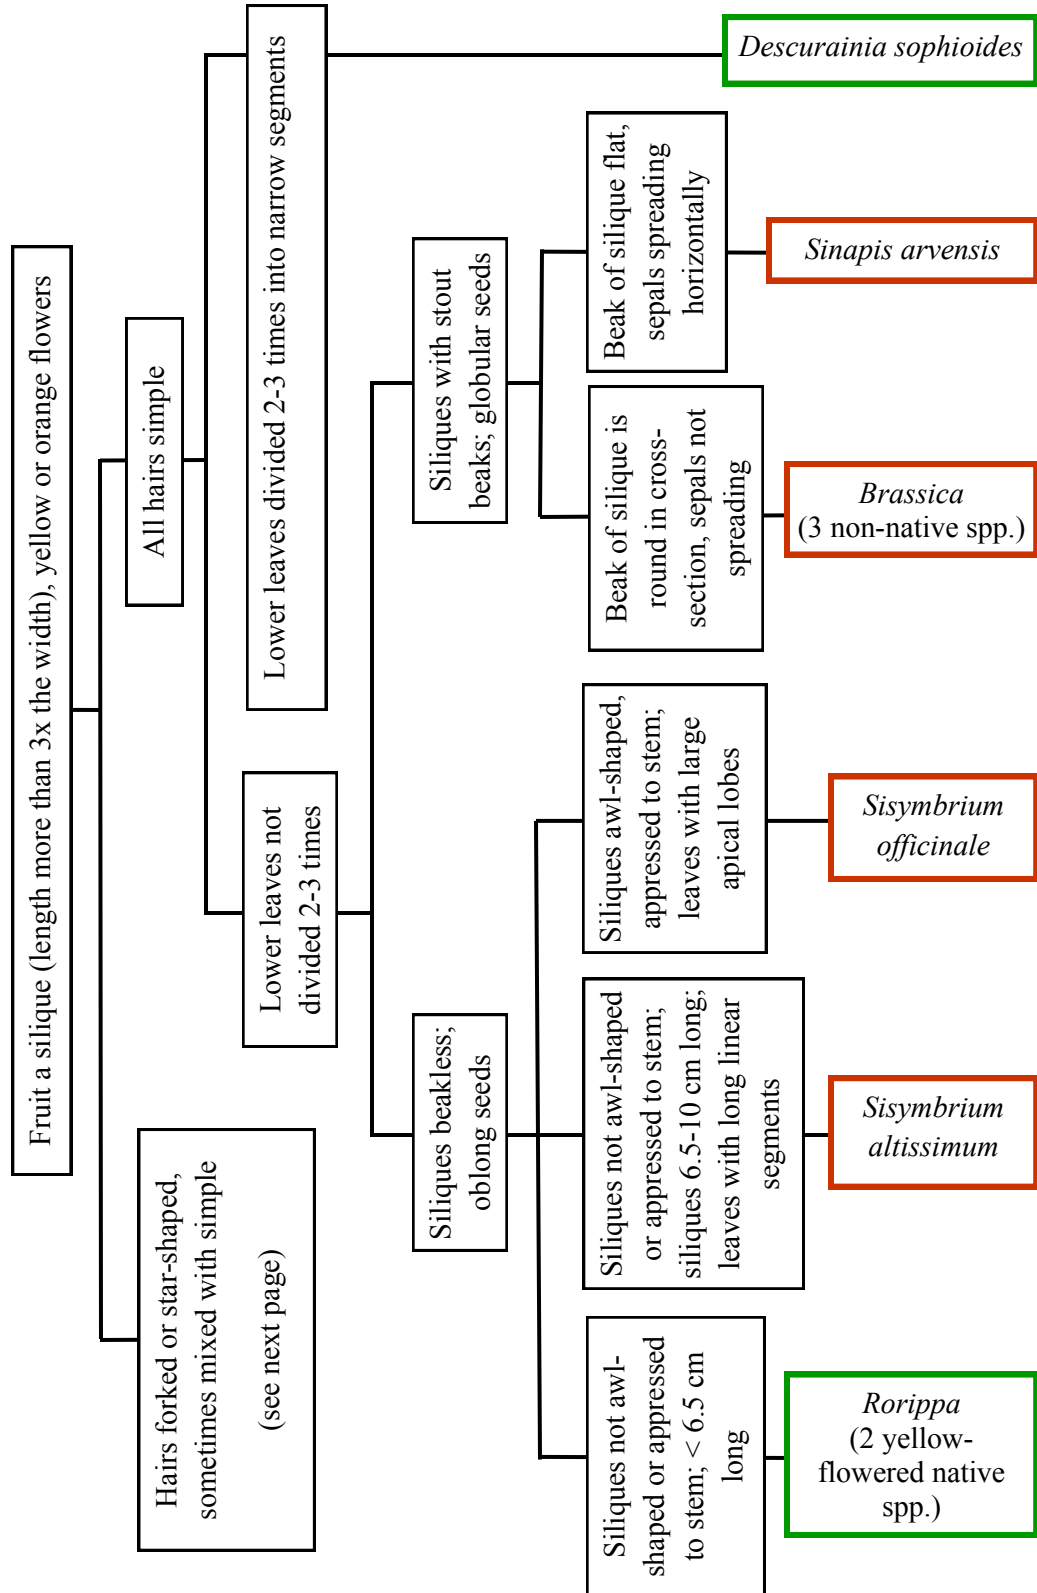 Fruit a silique (length more than 3x the width), yellow or orange flowers
Hairs forked or star-shaped,
sometimes mixed with simple
(see next page)
All hairs simple
Lower leaves not
divided 2-3 times
Lower leaves divided 2-3 times into narrow segments
Siliques beakless;
oblong seeds
Siliques with stout
beaks; globular seeds
Siliques not awl-
shaped or appressed
to stem; < 6.5 cm
long
Siliques not awl-shaped
or appressed to stem;
siliques 6.5-10 cm long;
leaves with long linear
segments
Siliques awl-shaped,
appressed to stem;
leaves with large
apical lobes
Beak of silique is
round in cross-
section, sepals not
spreading
Beak of silique flat,
sepals spreading
horizontally
Rorippa
(2 yellow-
flowered native
spp.)
Sisymbrium
altissimum
Sisymbrium
officinale
Brassica
(3 non-native spp.)
Sinapis arvensis
Descurainia sophioides